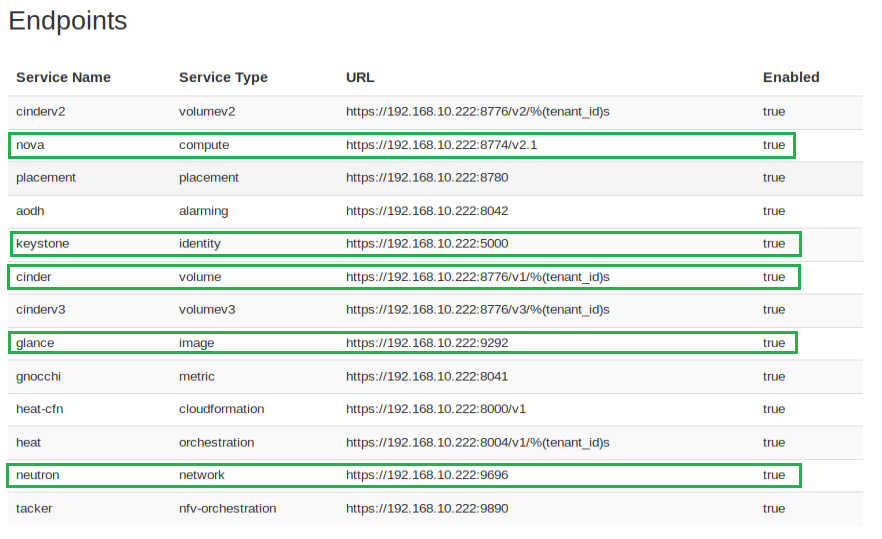 Endpoints
Service Name Service Type URL Enabled
cinderv2 volumev2 https://192.168.10.222:8776/v2/%(tenant_id)s true
nova compute https://192.168.10.222:8774/v2.1 true
placement placement https://192.168.10.222:8780 true
aodh alarming https://192.168.10.222:8042 true
keystone identity https://192.168.10.222:5000 true
cinder volume https://192.168.10.222:8776/v1/%(tenant_id)s true
cinderv3 volumev3 https://192.168.10.222:8776/v3/%(tenant_id)s true
glance image https://192.168.10.222:9292 true
gnocchi metric https://192.168.10.222:8041 true
heat-cfn cloudformation https://192.168.10.222:8000/v1 true
heat orchestration https://192.168.10.222:8004/v1/%(tenant_id)s true
neutron network https://192.168.10.222:9696 true
tacker nfv-orchestration https://192.168.10.222:9890 true